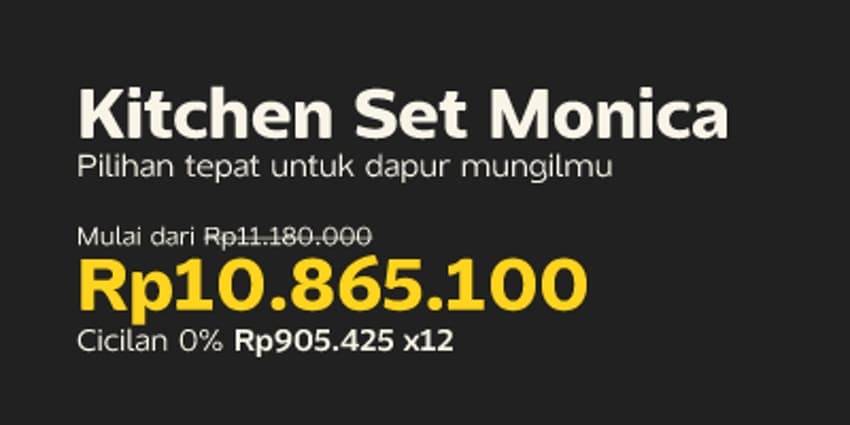 Kitchen Set Monica
Pilihan tepat untuk dapur mungilmu
Mulai dari Rp11.180.000
Rp10.865.100
Cicilan 0% Rp905.425 x12